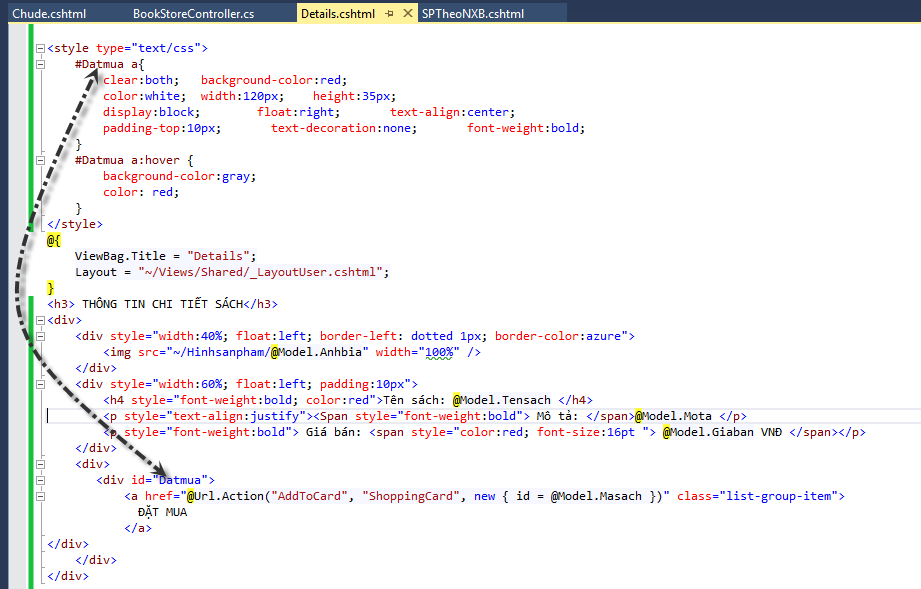 Chude.cshtml BookStoreController.cs Details.cshtml SPTheoNXB.cshtml
<style type="text/css">
#Datmua a{
clear:both; background-color:red;
color:white; width:120px; height:35px;
display:block; float:right; text-align:center;
padding-top:10px; text-decoration:none; font-weight:bold;
}
#Datmua a:hover {
background-color:gray;
color: red;
}
</style>
@{
ViewBag.Title = "Details";
Layout = "~/Views/Shared/_LayoutUser.cshtml";
}
<h3> THÔNG TIN CHI TIẾT SÁCH</h3>
<div>
<div style="width:40%; float:left; border-left: dotted 1px; border-color:azure">
<img src="~/Hinhsanpham/@Model.Anhbia" width="100%" />
</div>
<div style="width:60%; float:left; padding:10px">
<h4 style="font-weight:bold; color:red">Tên sách: @Model.Tensach </h4>
<p style="text-align:justify"><Span style="font-weight:bold"> Mô tả: </span>@Model.Mota </p>
<p style="font-weight:bold"> Giá bán: <span style="color:red; font-size:16pt "> @Model.Giaban VNĐ </span></p>
</div>
<div>
<div id="Datmua">
<a href="@Url.Action("AddToCard", "ShoppingCard", new { id = @Model.Masach })" class="list-group-item">
ĐẶT MUA
</a>
</div>
</div>
</div>